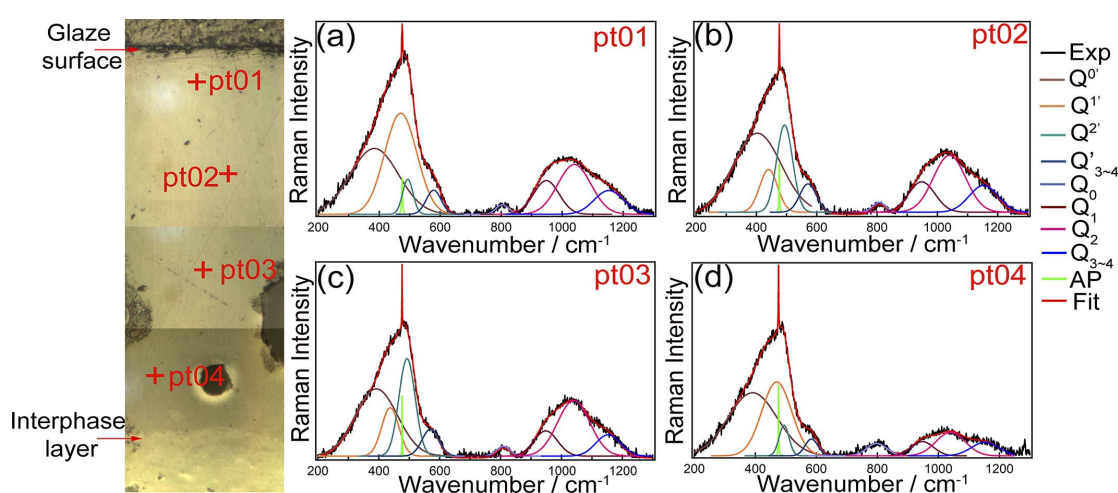 Glaze
surface
pt01
pt02
pt03
pt04
Interphase
layer
(a)
pt01
Raman Intensity
200 400 600 800 1000 1200
Wavenumber / cm⁻¹
(b)
pt02
Raman Intensity
200 400 600 800 1000 1200
Wavenumber / cm⁻¹
(c)
pt03
Raman Intensity
200 400 600 800 1000 1200
Wavenumber / cm⁻¹
(d)
pt04
Raman Intensity
200 400 600 800 1000 1200
Wavenumber / cm⁻¹
Exp
Q⁰'
Q¹'
Q²'
Q'₃~₄
Q₀
Q₁
Q₂
Q₃~₄
AP
Fit